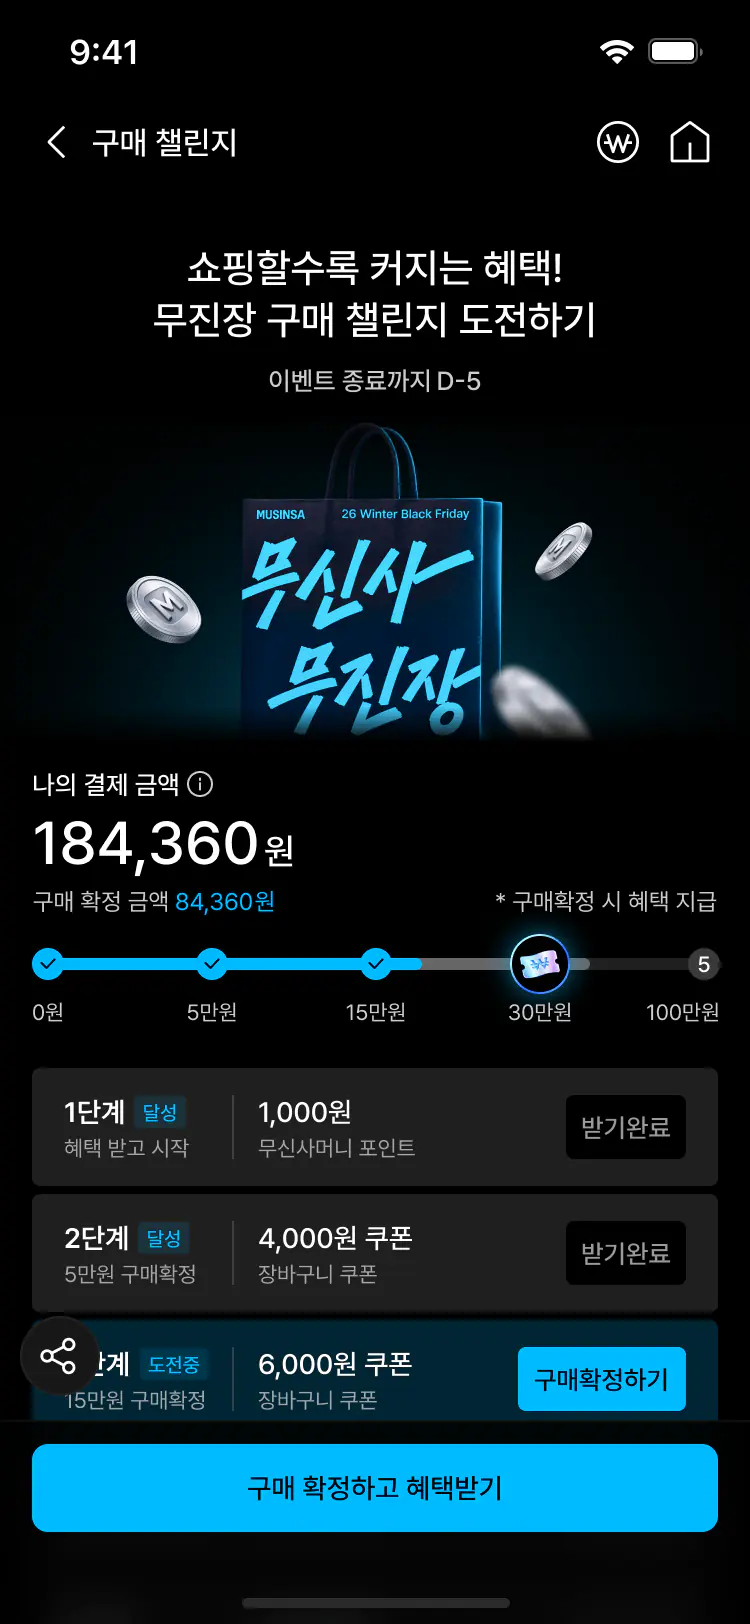 9:41
구매 챌린지
쇼핑할수록 커지는 혜택!
무진장 구매 챌린지 도전하기
이벤트 종료까지 D-5
MUSINSA 26 Winter Black Friday
무신사
무진장
M
M
나의 결제 금액
184,360원
구매 확정 금액 84,360원
* 구매확정 시 혜택 지급
5
0원 5만원 15만원 30만원 100만원
1단계 달성
혜택 받고 시작
1,000원
무신사머니 포인트
받기완료
2단계 달성
5만원 구매확정
4,000원 쿠폰
장바구니 쿠폰
받기완료
단계 도전중
15만원 구매확정
6,000원 쿠폰
장바구니 쿠폰
구매확정하기
구매 확정하고 혜택받기